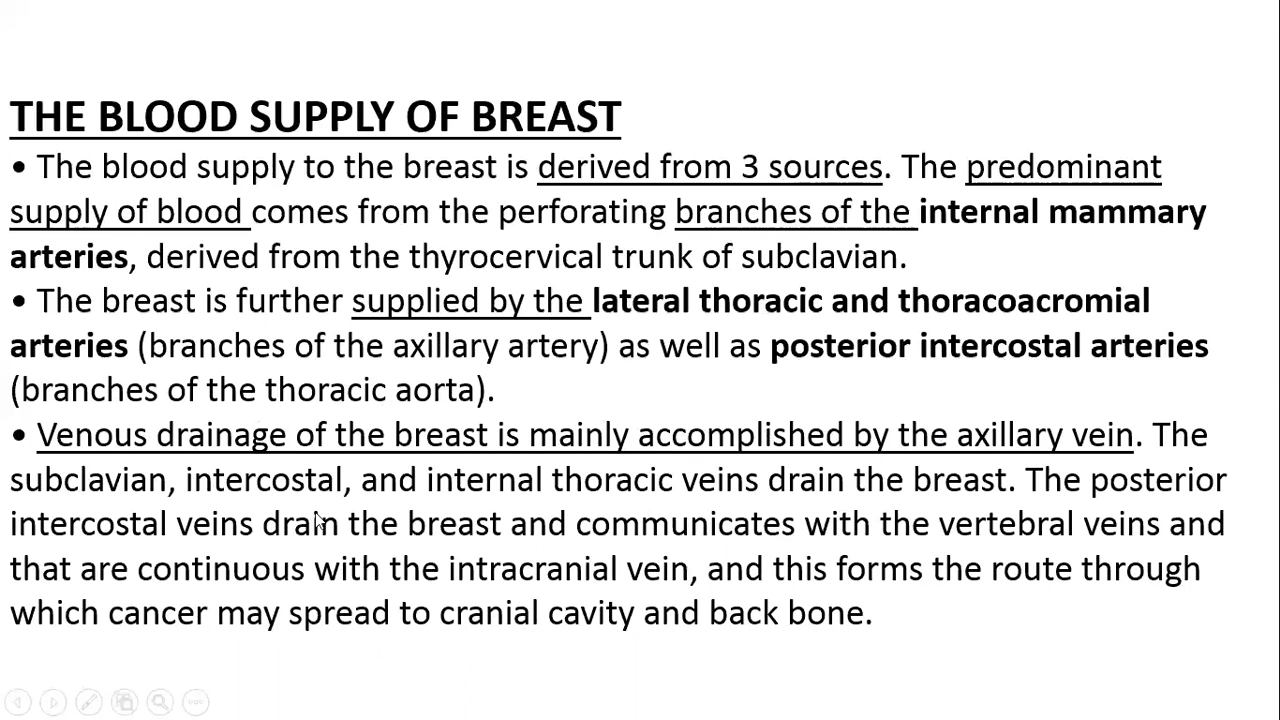 THE BLOOD SUPPLY OF BREAST
• The blood supply to the breast is derived from 3 sources. The predominant
supply of blood comes from the perforating branches of the internal mammary
arteries, derived from the thyrocervical trunk of subclavian.
• The breast is further supplied by the lateral thoracic and thoracoacromial
arteries (branches of the axillary artery) as well as posterior intercostal arteries
(branches of the thoracic aorta).
• Venous drainage of the breast is mainly accomplished by the axillary vein. The
subclavian, intercostal, and internal thoracic veins drain the breast. The posterior
intercostal veins drain the breast and communicates with the vertebral veins and
that are continuous with the intracranial vein, and this forms the route through
which cancer may spread to cranial cavity and back bone.